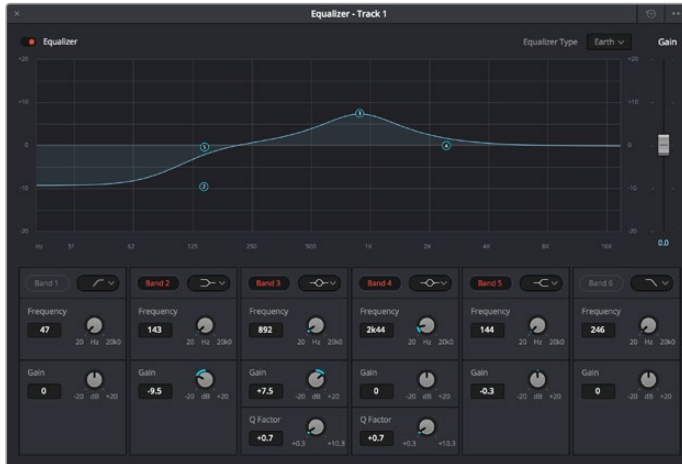 Equalizer - Track 1
Equalizer
Equalizer Type Earth Gain
+20 +20
+10 +10
0 0
-10 -10
-20 -20
Hz 31 62 125 250 500 1K 2K 4K 8K 16K
0.0
1 2 3 4 5
Band 1 Band 2 Band 3 Band 4 Band 5 Band 6
Frequency Frequency Frequency Frequency Frequency Frequency
47 143 892 2k44 144 246
20 Hz 20k0 20 Hz 20k0 20 Hz 20k0 20 Hz 20k0 20 Hz 20k0 20 Hz 20k0
Gain Gain Gain Gain Gain Gain
0 -9.5 +7.5 0 -0.3 0
-20 dB +20 -20 dB +20 -20 dB +20 -20 dB +20 -20 dB +20 -20 dB +20
Q Factor Q Factor
+0.7 +0.7
+0.3 +10.3 +0.3 +10.3